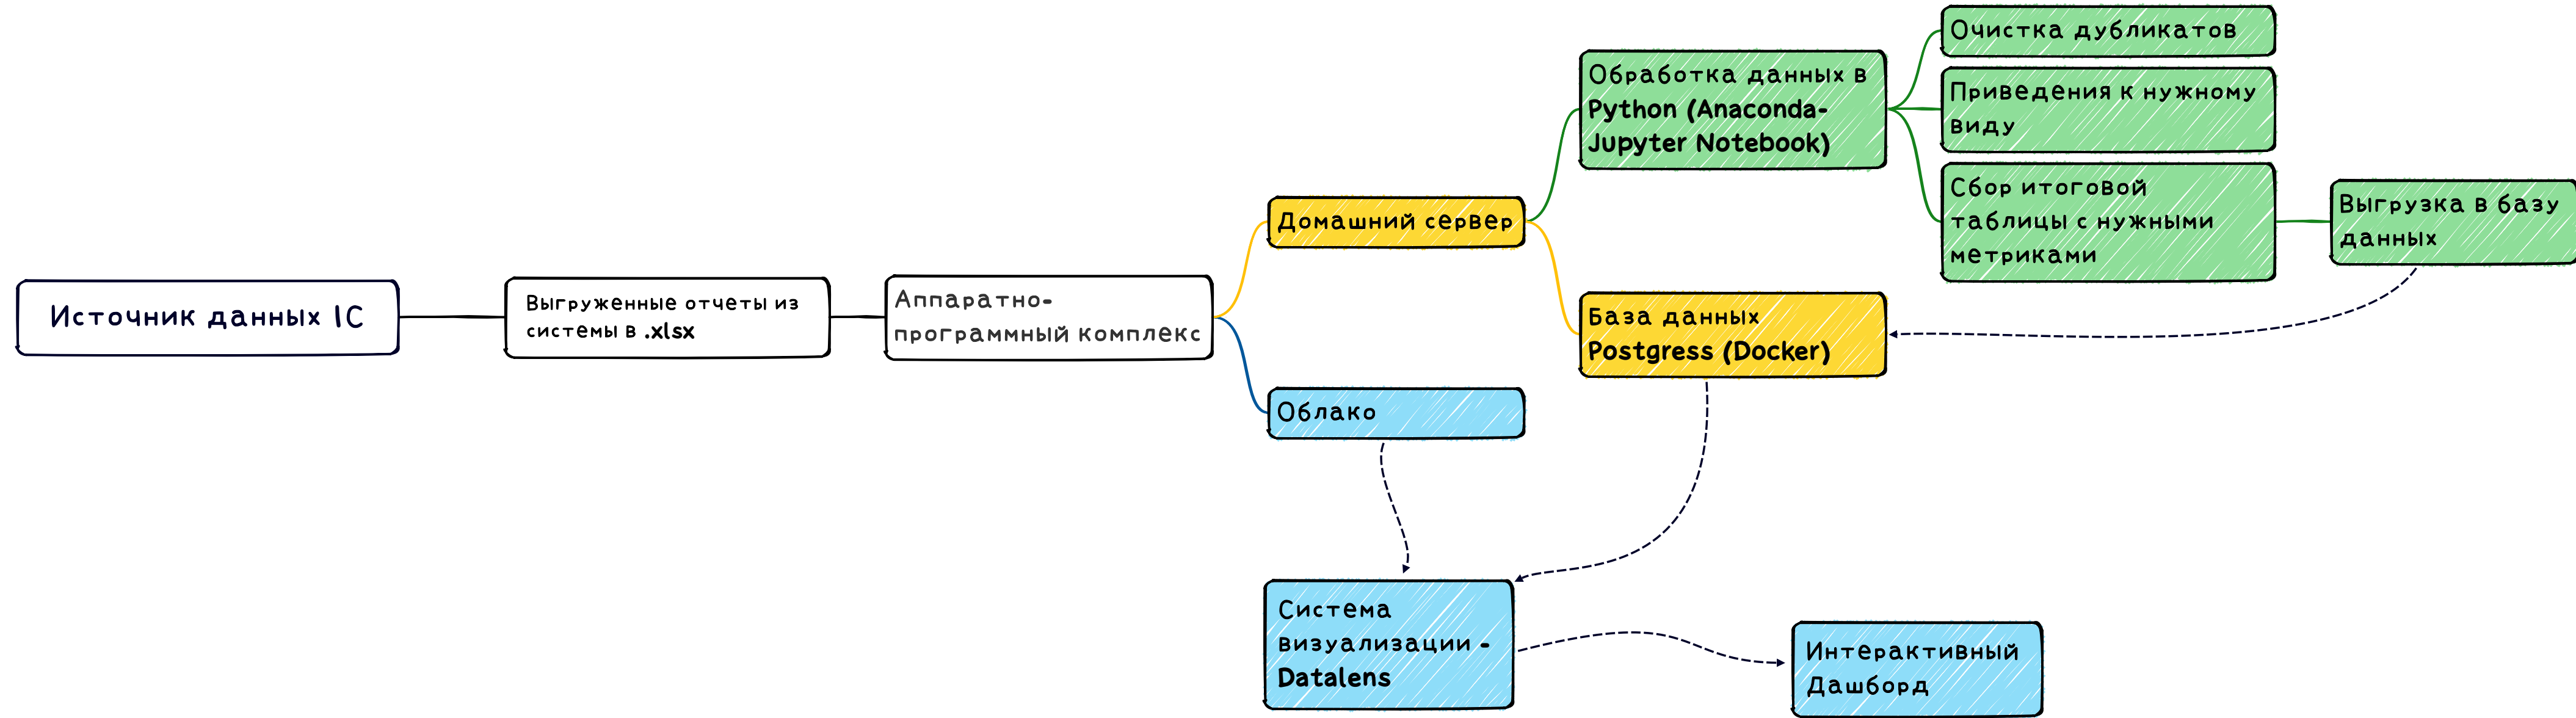 Источник данных 1С
Выгруженные отчеты из
системы в .xlsx
Аппаратно-
программный комплекс
Домашний сервер
Облако
Обработка данных в
Python (Anaconda-
Jupyter Notebook)
База данных
Postgress (Docker)
Очистка дубликатов
Приведения к нужному
виду
Сбор итоговой
таблицы с нужными
метриками
Выгрузка в базу
данных
Система
визуализации -
Datalens
Интерактивный
Дашборд